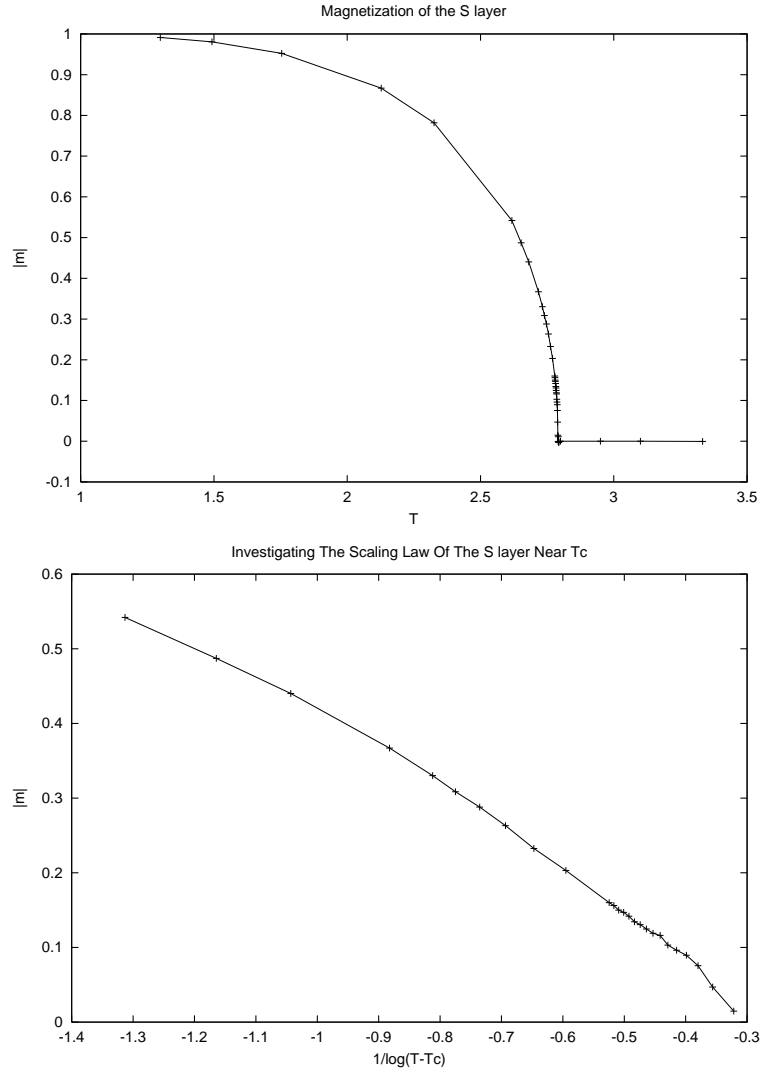 Magnetization of the S layer
1
0.9
0.8
0.7
0.6
0.5
0.4
0.3
0.2
0.1
0
-0.1
|m|
1 1.5 2 2.5 3 3.5
T
Investigating The Scaling Law Of The S layer Near Tc
0.6
0.5
0.4
0.3
0.2
0.1
0
|m|
-1.4 -1.3 -1.2 -1.1 -1 -0.9 -0.8 -0.7 -0.6 -0.5 -0.4 -0.3
1/log(T-Tc)